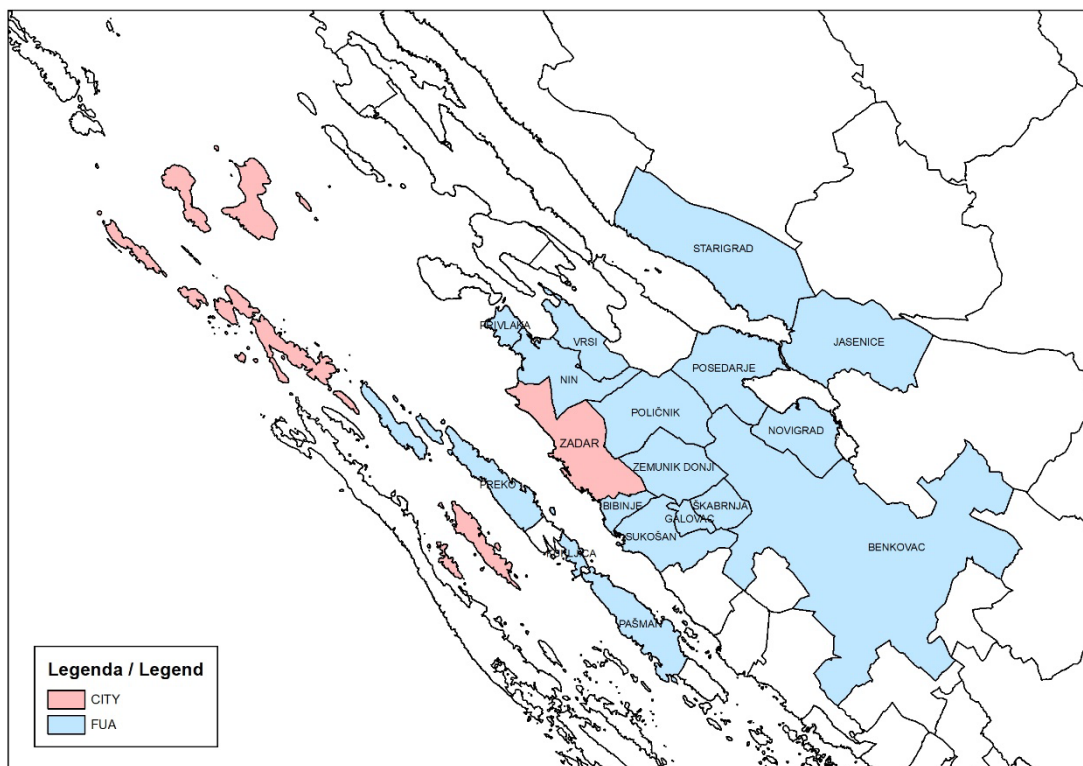 STARIGRAD
PRIVLAKA
VRSI
JASENICE
POSEDARJE
NIN
POLIČNIK
NOVIGRAD
ZADAR
ZEMUNIK DONJI
PREKO
BIBINJE
ŠKABRNJA
GALOVAC
SUKOŠAN
BENKOVAC
KUKLJICA
PAŠMAN
Legenda / Legend
CITY
FUA